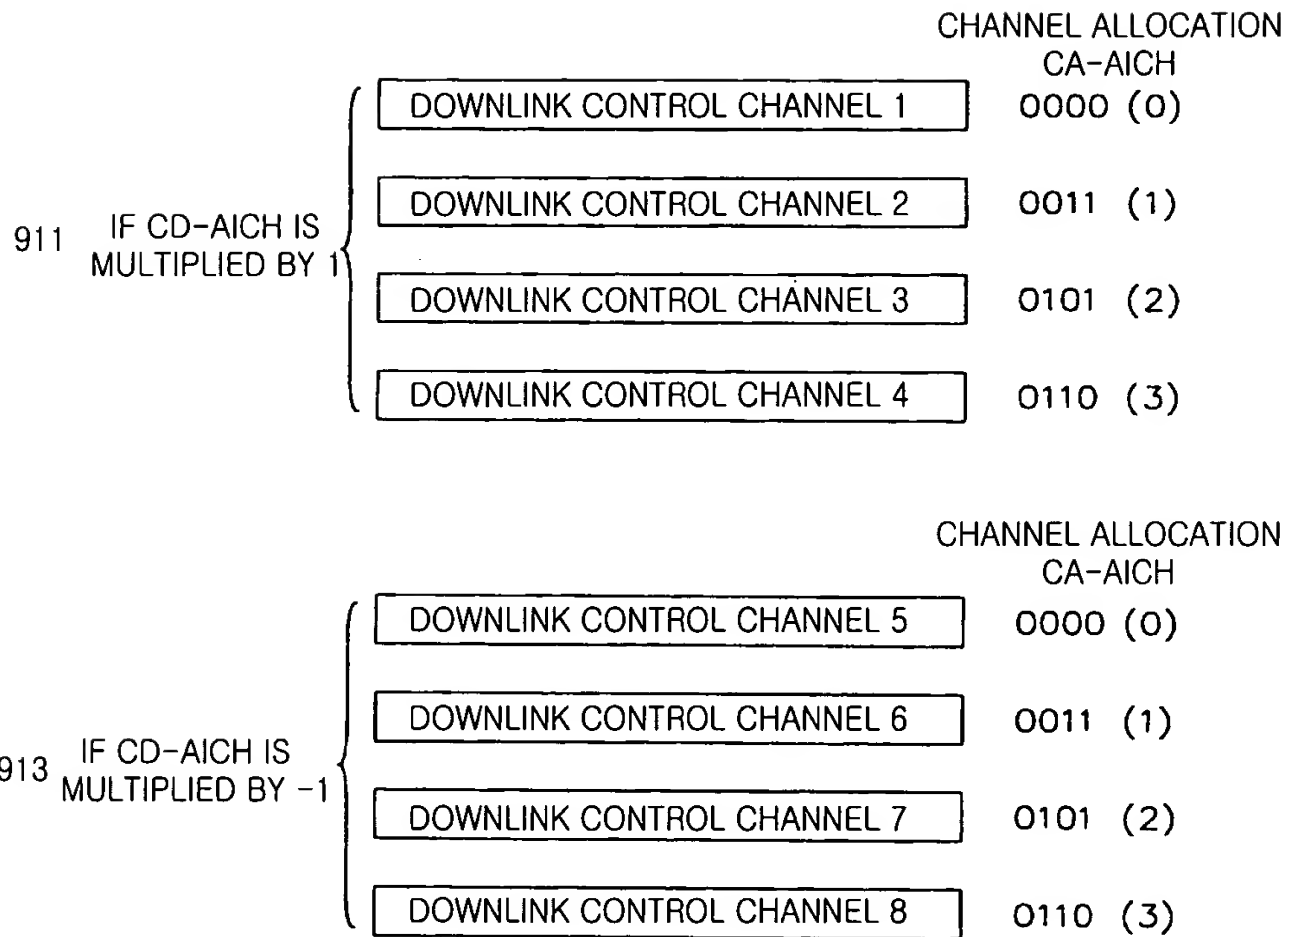 CHANNEL ALLOCATION
CA-AICH
DOWNLINK CONTROL CHANNEL 1 0000 (0)
DOWNLINK CONTROL CHANNEL 2 0011 (1)
911 IF CD-AICH IS
MULTIPLIED BY 1
DOWNLINK CONTROL CHANNEL 3 0101 (2)
DOWNLINK CONTROL CHANNEL 4 0110 (3)
CHANNEL ALLOCATION
CA-AICH
DOWNLINK CONTROL CHANNEL 5 0000 (0)
DOWNLINK CONTROL CHANNEL 6 0011 (1)
913 IF CD-AICH IS
MULTIPLIED BY -1
DOWNLINK CONTROL CHANNEL 7 0101 (2)
DOWNLINK CONTROL CHANNEL 8 0110 (3)